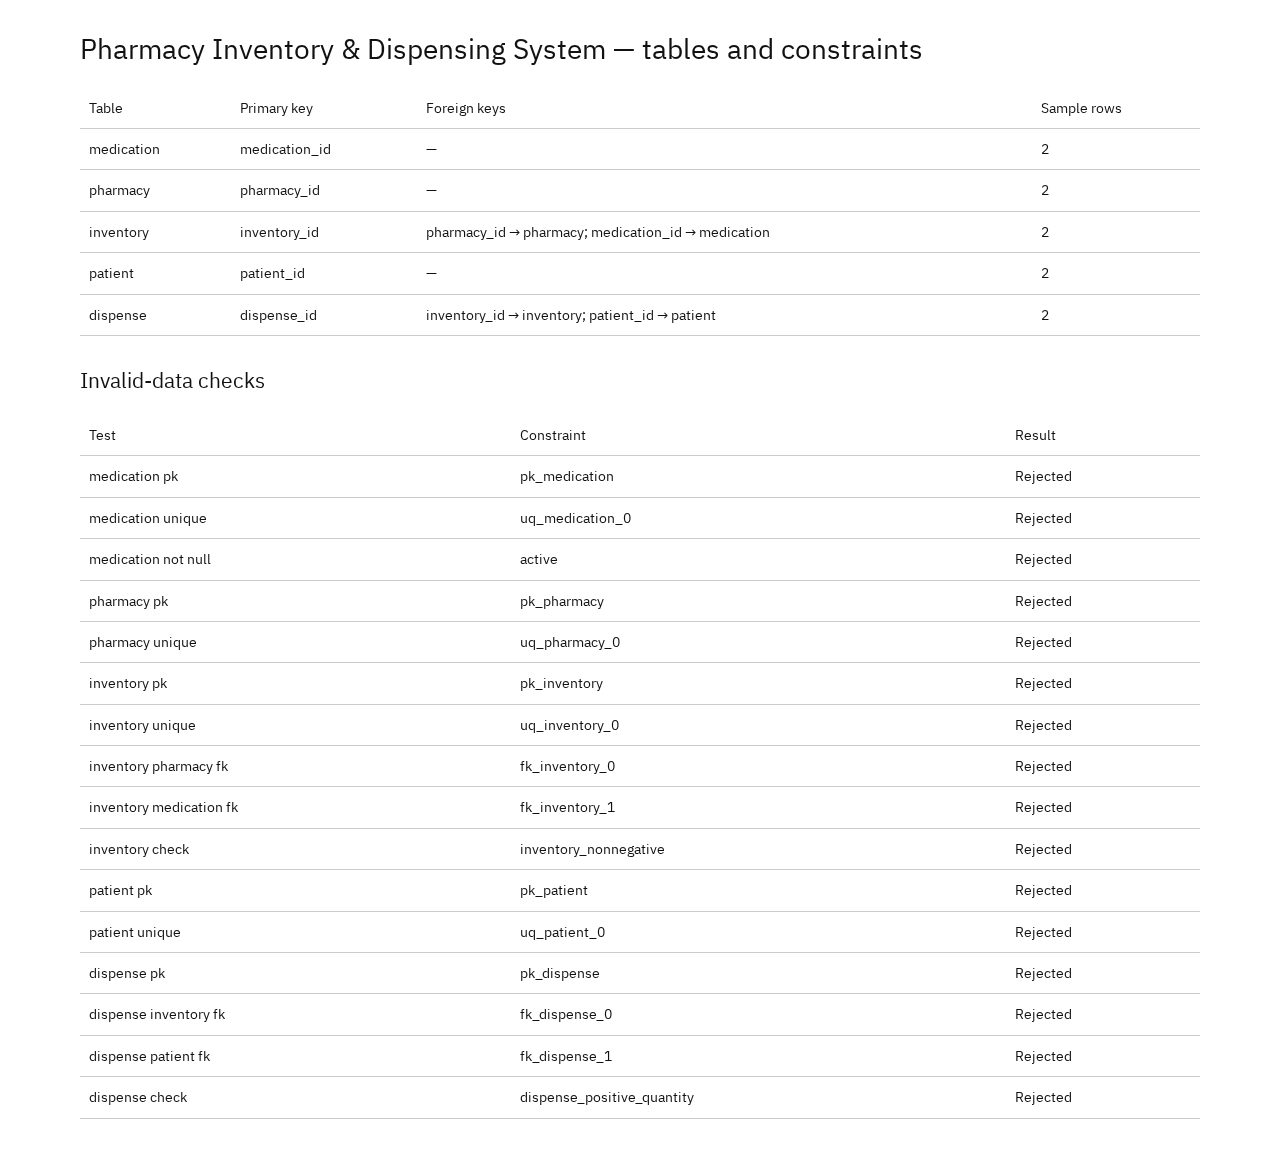 Pharmacy Inventory & Dispensing System — tables and constraints
Table Primary key Foreign keys Sample rows
medication medication_id — 2
pharmacy pharmacy_id — 2
inventory inventory_id pharmacy_id → pharmacy; medication_id → medication 2
patient patient_id — 2
dispense dispense_id inventory_id → inventory; patient_id → patient 2
Invalid-data checks
Test Constraint Result
medication pk pk_medication Rejected
medication unique uq_medication_0 Rejected
medication not null active Rejected
pharmacy pk pk_pharmacy Rejected
pharmacy unique uq_pharmacy_0 Rejected
inventory pk pk_inventory Rejected
inventory unique uq_inventory_0 Rejected
inventory pharmacy fk fk_inventory_0 Rejected
inventory medication fk fk_inventory_1 Rejected
inventory check inventory_nonnegative Rejected
patient pk pk_patient Rejected
patient unique uq_patient_0 Rejected
dispense pk pk_dispense Rejected
dispense inventory fk fk_dispense_0 Rejected
dispense patient fk fk_dispense_1 Rejected
dispense check dispense_positive_quantity Rejected